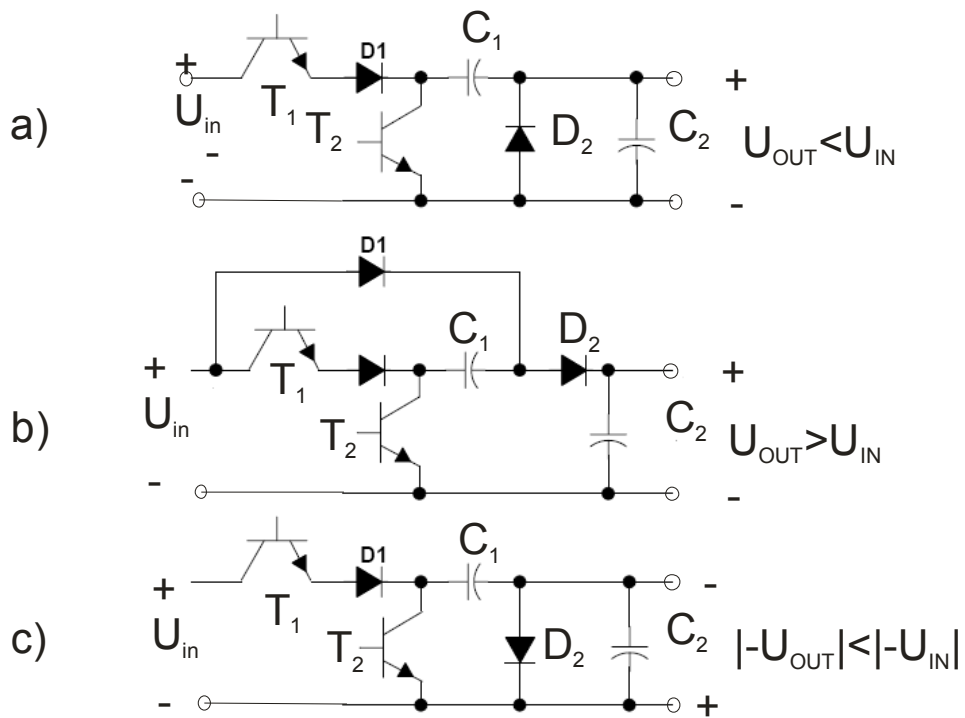 a)
+
U in
-
-
T1
D1
T2
C1
D2
C2
+
UOUT<UIN
-
b)
D1
+
Uin
-
T1
T2
C1
D2
C2
+
UOUT>UIN
-
c)
+
Uin
-
T1
D1
T2
C1
D2
C2
-
|-UOUT|<|-UIN|
+